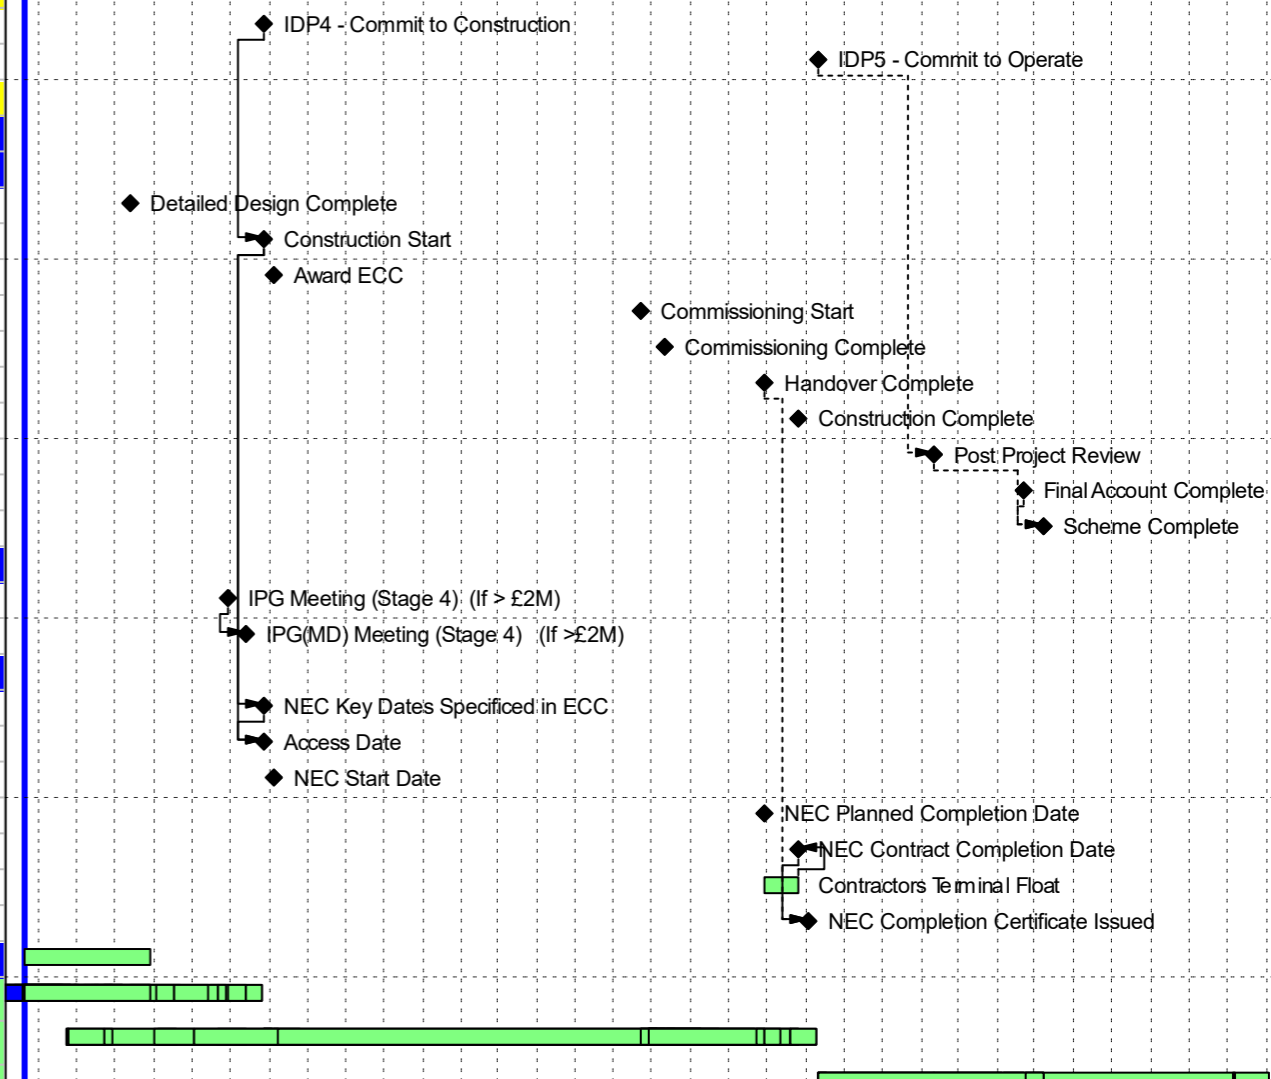 IDP4 - Commit to Construction
IDP5 - Commit to Operate
Detailed Design Complete
Construction Start
Award ECC
Commissioning Start
Commissioning Complete
Handover Complete
Construction Complete
Post Project Review
Final Account Complete
Scheme Complete
IPG Meeting (Stage 4) (If > £2M)
IPG(MD) Meeting (Stage 4) (If >£2M)
NEC Key Dates Specificed in ECC
Access Date
NEC Start Date
NEC Planned Completion Date
NEC Contract Completion Date
Contractors Terminal Float
NEC Completion Certificate Issued